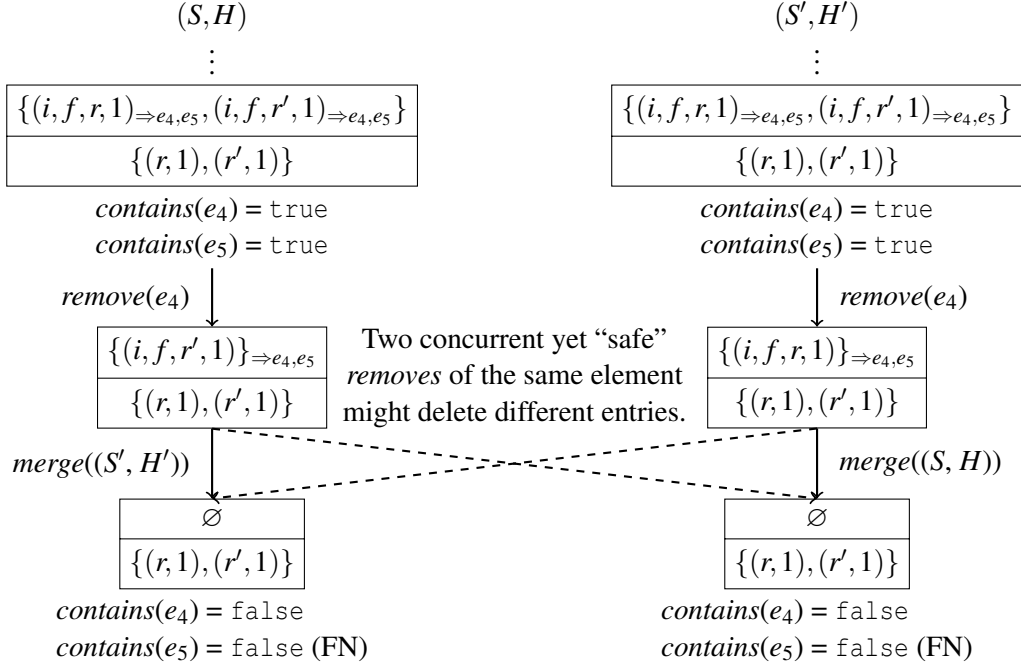 (S, H) (S′, H′)
⋮ ⋮
{(i, f, r, 1)⇒e₄,e₅, (i, f, r′, 1)⇒e₄,e₅} {(i, f, r, 1)⇒e₄,e₅, (i, f, r′, 1)⇒e₄,e₅}
{(r, 1), (r′, 1)} {(r, 1), (r′, 1)}
contains(e₄) = true contains(e₄) = true
contains(e₅) = true contains(e₅) = true
remove(e₄) remove(e₄)
{(i, f, r′, 1)}⇒e₄,e₅ {(i, f, r, 1)}⇒e₄,e₅
{(r, 1), (r′, 1)} {(r, 1), (r′, 1)}
Two concurrent yet “safe”
removes of the same element
might delete different entries.
merge((S′, H′)) merge((S, H))
∅ ∅
{(r, 1), (r′, 1)} {(r, 1), (r′, 1)}
contains(e₄) = false contains(e₄) = false
contains(e₅) = false (FN) contains(e₅) = false (FN)